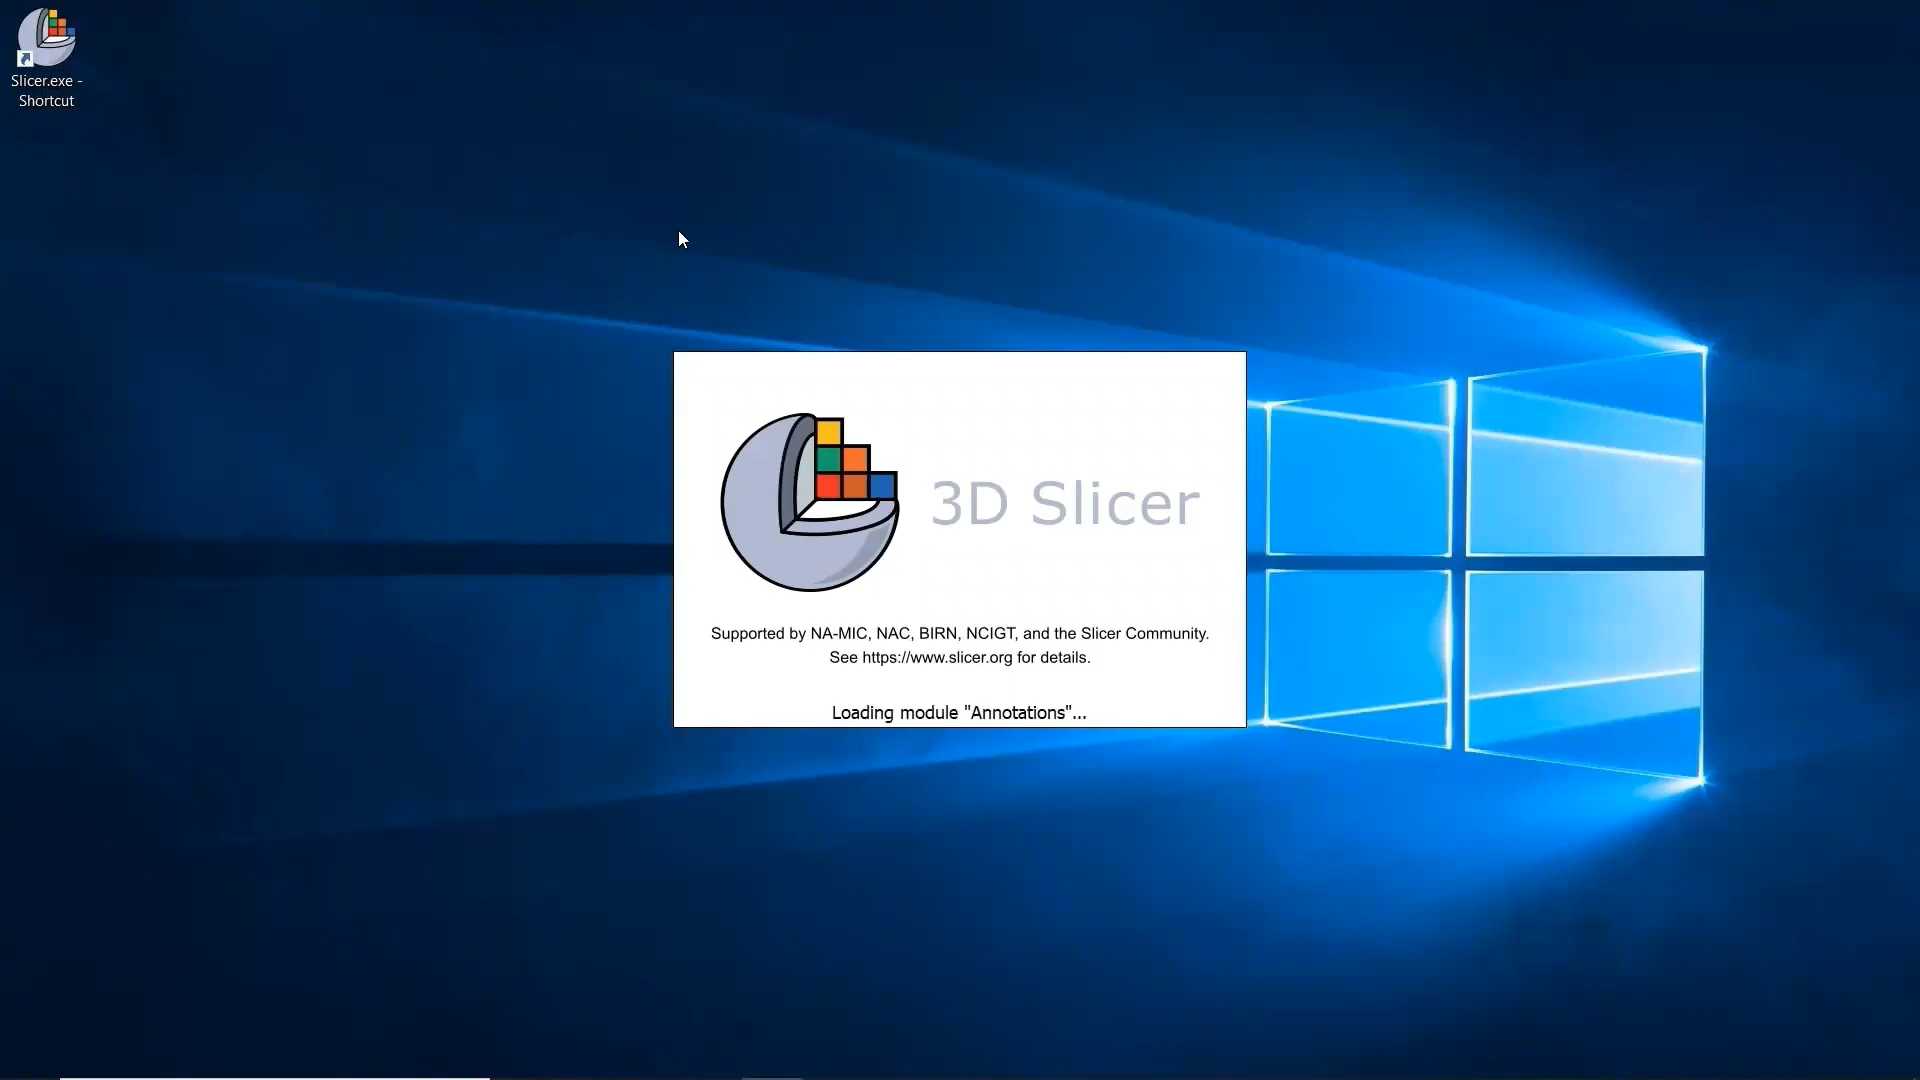 Slicer.exe -
Shortcut
3D Slicer
Supported by NA-MIC, NAC, BIRN, NCIGT, and the Slicer Community.
See https://www.slicer.org for details.
Loading module "Annotations"...